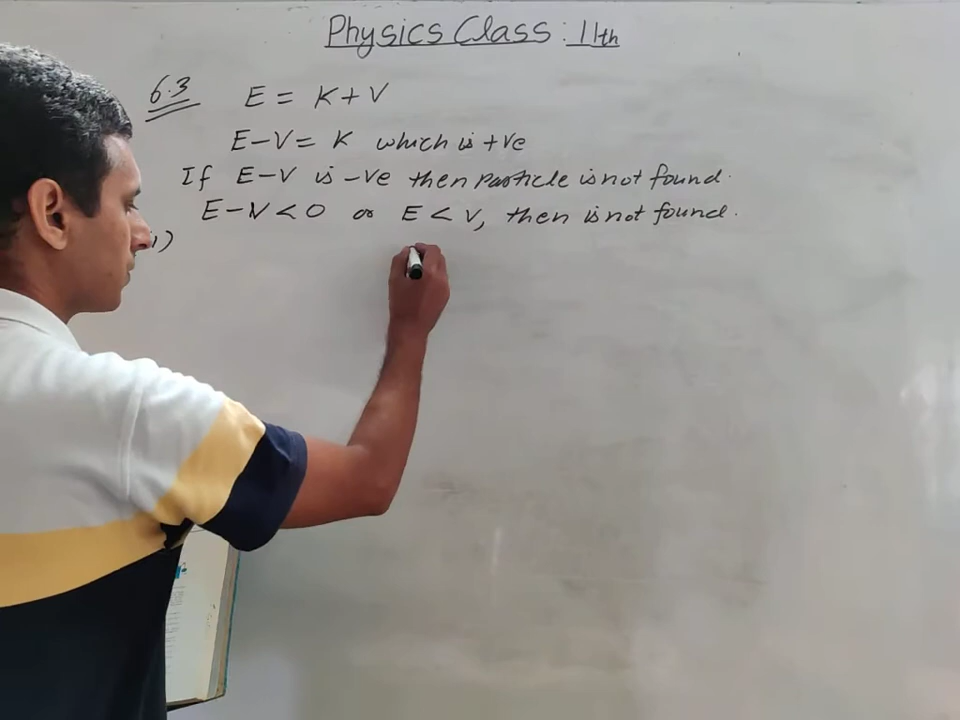 Physics Class : 11th
6.3 E = K + V
E - V = K which is +ve
If E - V is -ve then particle is not found.
E - V < 0 or E < V, then is not found.
1)